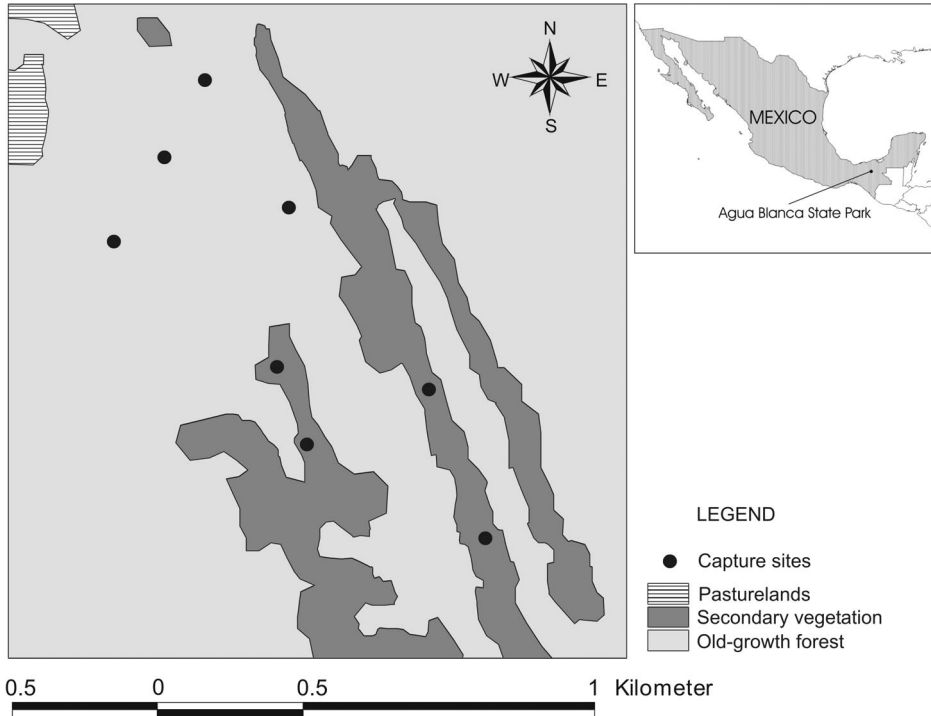 N
W E
S
MEXICO
Agua Blanca State Park
LEGEND
Capture sites
Pasturelands
Secondary vegetation
Old-growth forest
0.5 0 0.5 1 Kilometer